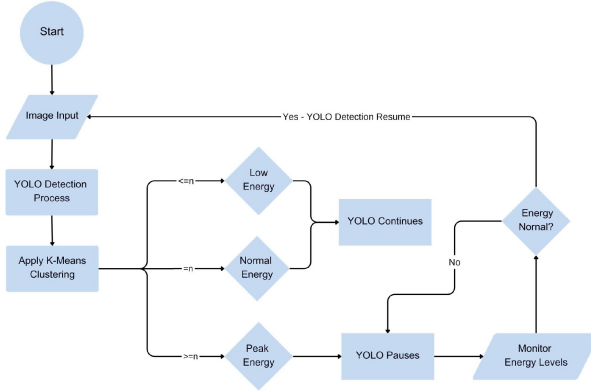 Start
Image Input
Yes - YOLO Detection Resume
YOLO Detection
Process
<=n
Low
Energy
YOLO Continues
Energy
Nornal?
Apply K-Means
Clustering
=n
Normal
Energy
No
>=n
Peak
Energy
YOLO Pauses
Monitor
Energy Levels